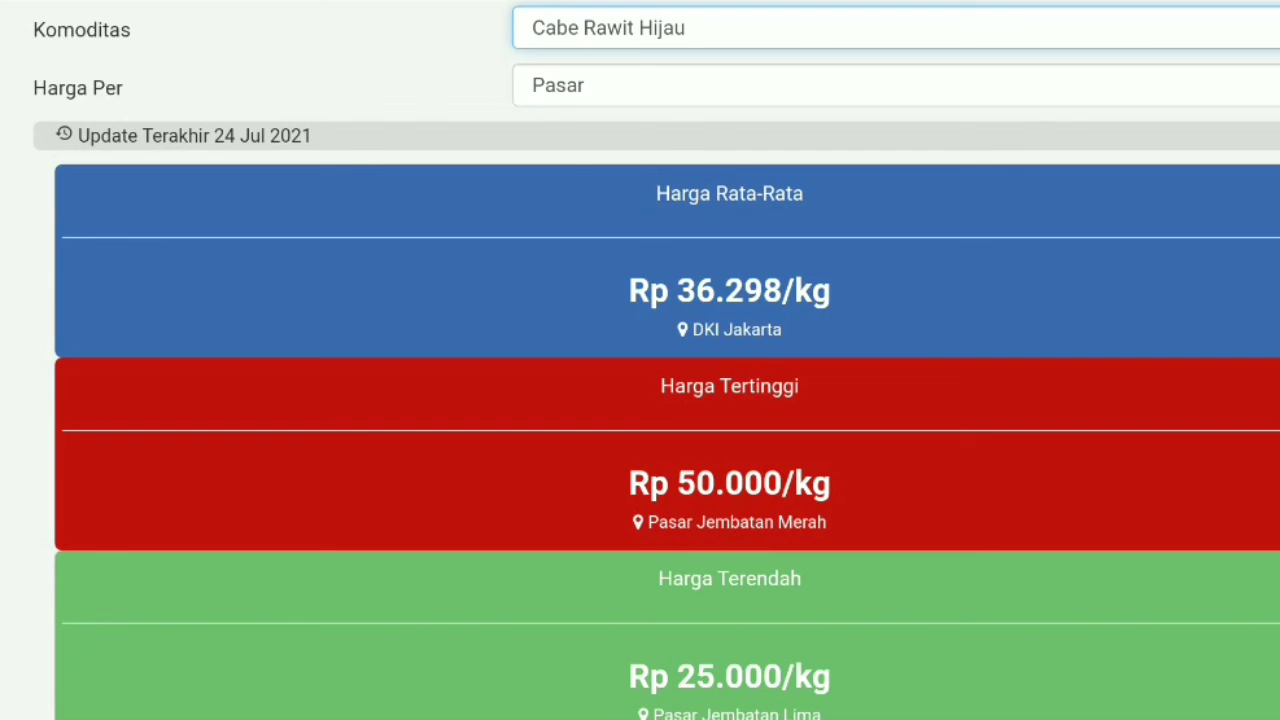 Komoditas
Cabe Rawit Hijau
Harga Per
Pasar
Update Terakhir 24 Jul 2021
Harga Rata-Rata
Rp 36.298/kg
DKI Jakarta
Harga Tertinggi
Rp 50.000/kg
Pasar Jembatan Merah
Harga Terendah
Rp 25.000/kg
Pasar Jembatan Lima